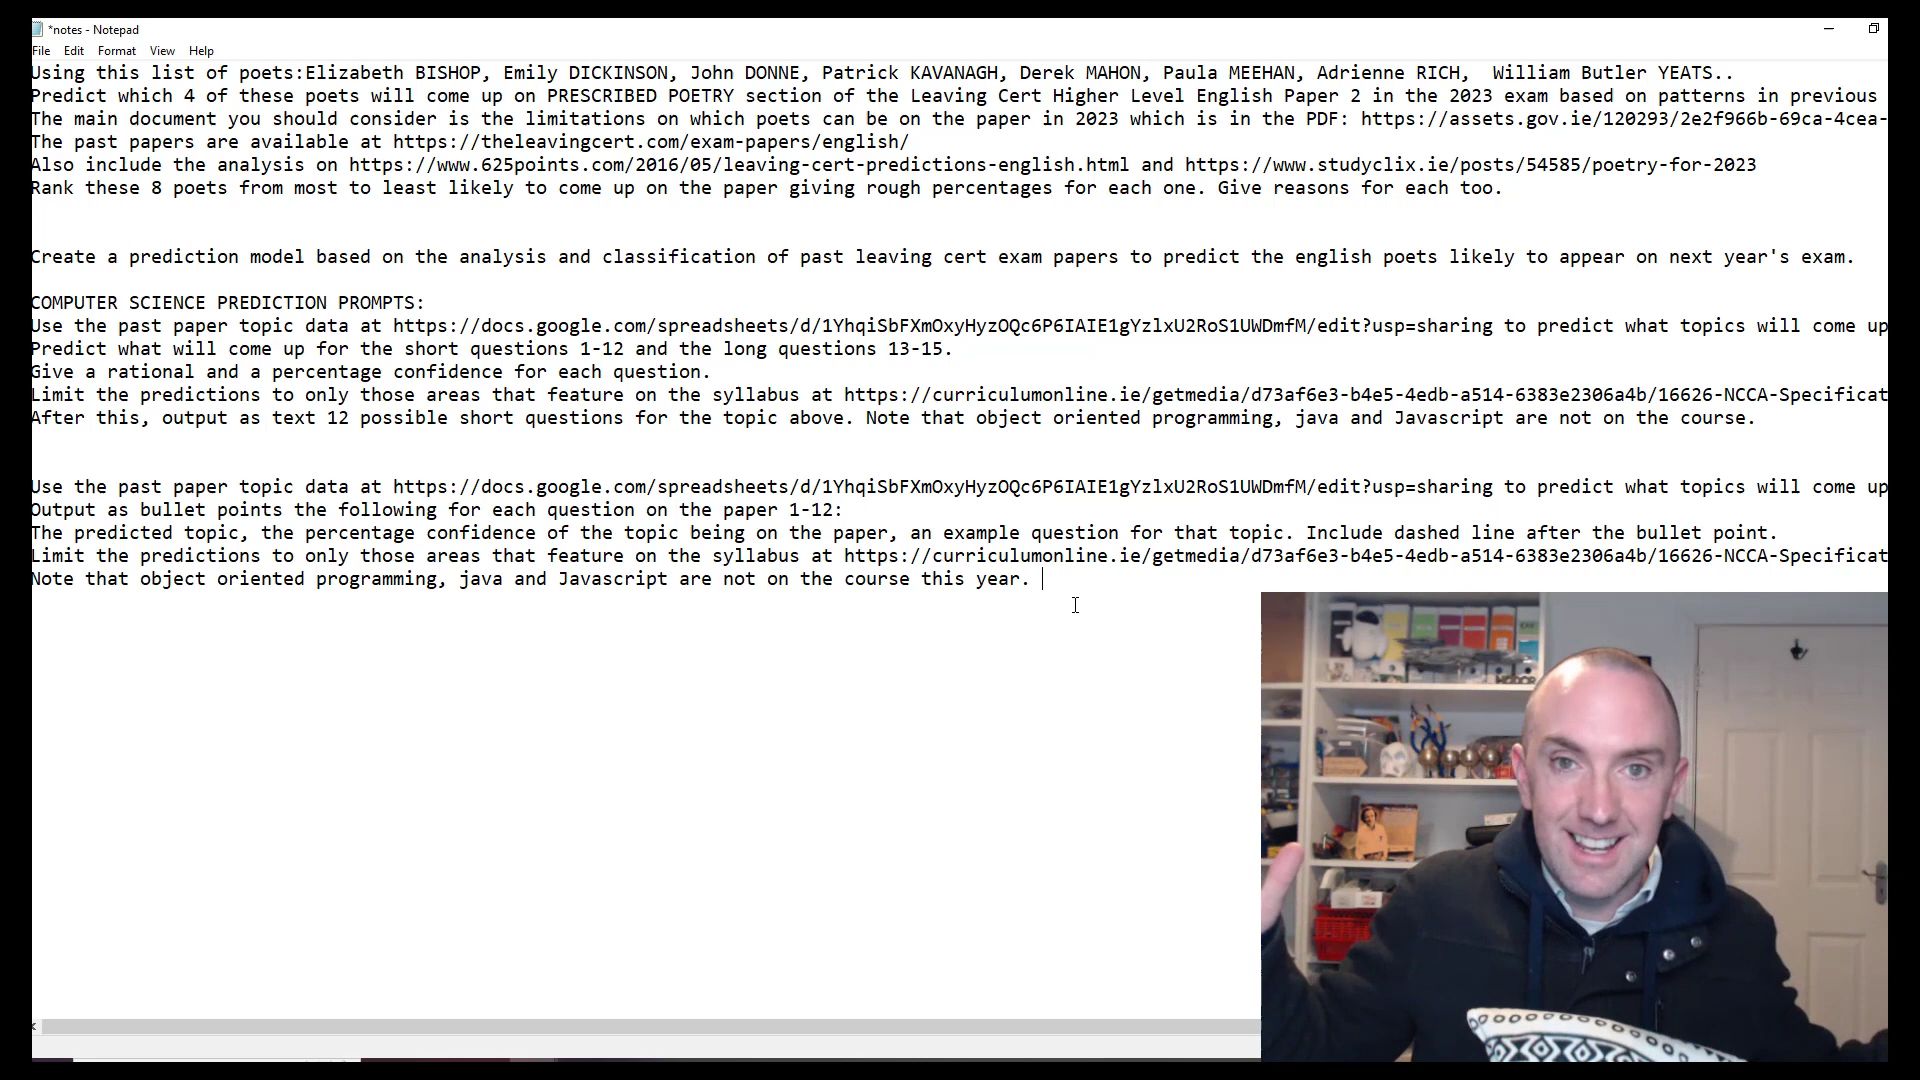 *notes - Notepad
File Edit Format View Help
Using this list of poets:Elizabeth BISHOP, Emily DICKINSON, John DONNE, Patrick KAVANAGH, Derek MAHON, Paula MEEHAN, Adrienne RICH,  William Butler YEATS..
Predict which 4 of these poets will come up on PRESCRIBED POETRY section of the Leaving Cert Higher Level English Paper 2 in the 2023 exam based on patterns in previous
The main document you should consider is the limitations on which poets can be on the paper in 2023 which is in the PDF: https://assets.gov.ie/120293/2e2f966b-69ca-4cea-
The past papers are available at https://theleavingcert.com/exam-papers/english/
Also include the analysis on https://www.625points.com/2016/05/leaving-cert-predictions-english.html and https://www.studyclix.ie/posts/54585/poetry-for-2023
Rank these 8 poets from most to least likely to come up on the paper giving rough percentages for each one. Give reasons for each too.
Create a prediction model based on the analysis and classification of past leaving cert exam papers to predict the english poets likely to appear on next year's exam.
COMPUTER SCIENCE PREDICTION PROMPTS:
Use the past paper topic data at https://docs.google.com/spreadsheets/d/1YhqiSbFXmOxyHyzOQc6P6IAIE1gYzlxU2RoS1UWDmfM/edit?usp=sharing to predict what topics will come up
Predict what will come up for the short questions 1-12 and the long questions 13-15.
Give a rational and a percentage confidence for each question.
Limit the predictions to only those areas that feature on the syllabus at https://curriculumonline.ie/getmedia/d73af6e3-b4e5-4edb-a514-6383e2306a4b/16626-NCCA-Specificat
After this, output as text 12 possible short questions for the topic above. Note that object oriented programming, java and Javascript are not on the course.
Use the past paper topic data at https://docs.google.com/spreadsheets/d/1YhqiSbFXmOxyHyzOQc6P6IAIE1gYzlxU2RoS1UWDmfM/edit?usp=sharing to predict what topics will come up
Output as bullet points the following for each question on the paper 1-12:
The predicted topic, the percentage confidence of the topic being on the paper, an example question for that topic. Include dashed line after the bullet point.
Limit the predictions to only those areas that feature on the syllabus at https://curriculumonline.ie/getmedia/d73af6e3-b4e5-4edb-a514-6383e2306a4b/16626-NCCA-Specificat
Note that object oriented programming, java and Javascript are not on the course this year.